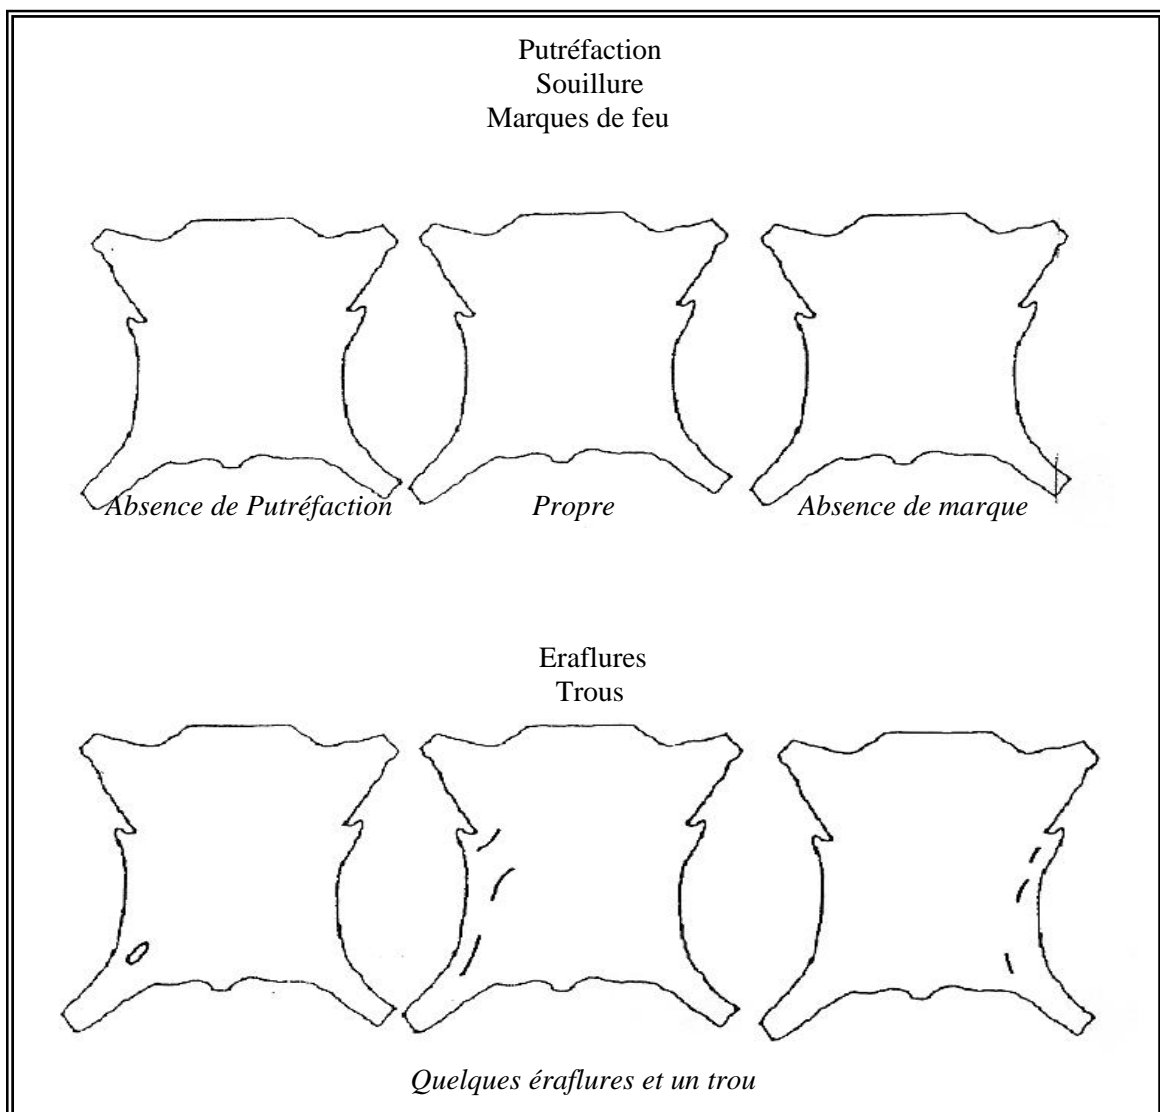 Putréfaction
Souillure
Marques de feu
Absence de Putréfaction
Propre
Absence de marque
Eraflures
Trous
Quelques éraflures et un trou